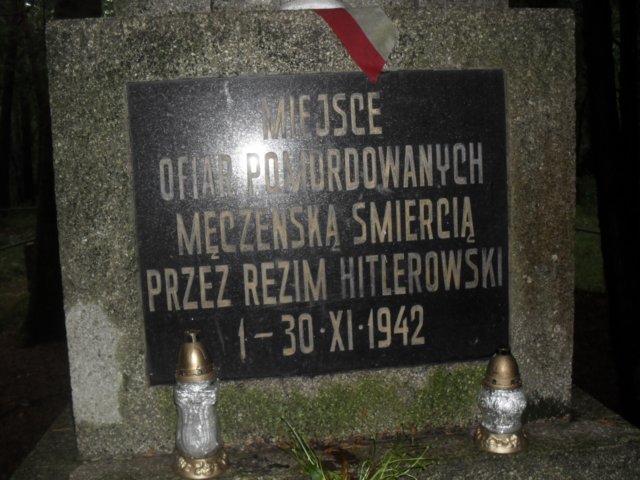 MIEJSCE
OFIAR POMORDOWANYCH
MĘCZEŃSKĄ ŚMIERCIĄ
PRZEZ REZIM HITLEROWSKI
1-30·XI·1942